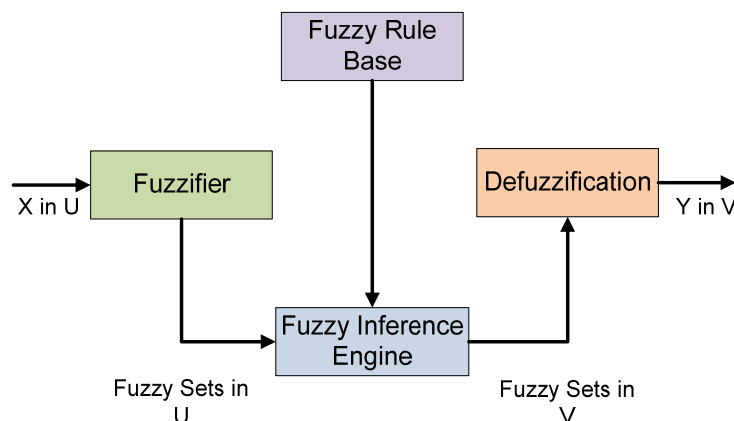 Fuzzy Rule
Base
Fuzzifier
Defuzzification
X in U
Y in V
Fuzzy Inference
Engine
Fuzzy Sets in
U
Fuzzy Sets in
V